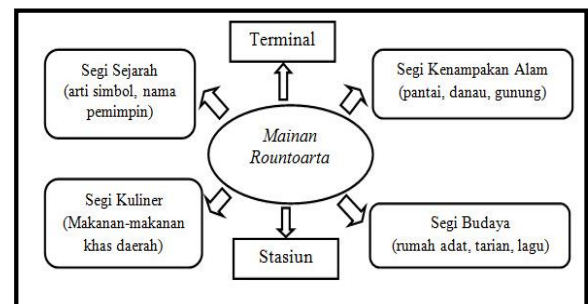 Terminal
Segi Sejarah
(arti simbol, nama
pemimpin)
Segi Kenampakan Alam
(pantai, danau, gunung)
Mainan
Rountoarta
Segi Kuliner
(Makanan-makanan
khas daerah)
Segi Budaya
(rumah adat, tarian, lagu)
Stasiun